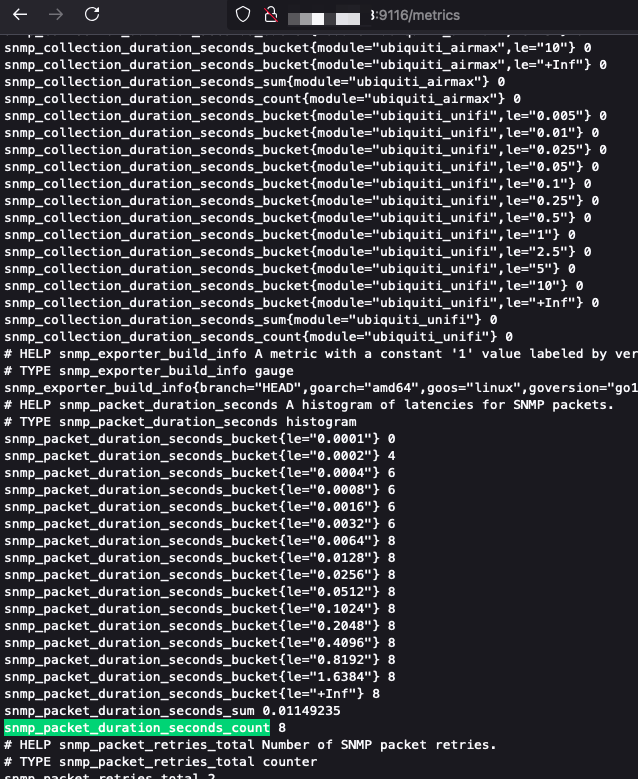 :9116/metrics
snmp_collection_duration_seconds_bucket{module="ubiquiti_airmax",le="10"} 0
snmp_collection_duration_seconds_bucket{module="ubiquiti_airmax",le="+Inf"} 0
snmp_collection_duration_seconds_sum{module="ubiquiti_airmax"} 0
snmp_collection_duration_seconds_count{module="ubiquiti_airmax"} 0
snmp_collection_duration_seconds_bucket{module="ubiquiti_unifi",le="0.005"} 0
snmp_collection_duration_seconds_bucket{module="ubiquiti_unifi",le="0.01"} 0
snmp_collection_duration_seconds_bucket{module="ubiquiti_unifi",le="0.025"} 0
snmp_collection_duration_seconds_bucket{module="ubiquiti_unifi",le="0.05"} 0
snmp_collection_duration_seconds_bucket{module="ubiquiti_unifi",le="0.1"} 0
snmp_collection_duration_seconds_bucket{module="ubiquiti_unifi",le="0.25"} 0
snmp_collection_duration_seconds_bucket{module="ubiquiti_unifi",le="0.5"} 0
snmp_collection_duration_seconds_bucket{module="ubiquiti_unifi",le="1"} 0
snmp_collection_duration_seconds_bucket{module="ubiquiti_unifi",le="2.5"} 0
snmp_collection_duration_seconds_bucket{module="ubiquiti_unifi",le="5"} 0
snmp_collection_duration_seconds_bucket{module="ubiquiti_unifi",le="10"} 0
snmp_collection_duration_seconds_bucket{module="ubiquiti_unifi",le="+Inf"} 0
snmp_collection_duration_seconds_sum{module="ubiquiti_unifi"} 0
snmp_collection_duration_seconds_count{module="ubiquiti_unifi"} 0
# HELP snmp_exporter_build_info A metric with a constant '1' value labeled by ver
# TYPE snmp_exporter_build_info gauge
snmp_exporter_build_info{branch="HEAD",goarch="amd64",goos="linux",goversion="go1
# HELP snmp_packet_duration_seconds A histogram of latencies for SNMP packets.
# TYPE snmp_packet_duration_seconds histogram
snmp_packet_duration_seconds_bucket{le="0.0001"} 0
snmp_packet_duration_seconds_bucket{le="0.0002"} 4
snmp_packet_duration_seconds_bucket{le="0.0004"} 6
snmp_packet_duration_seconds_bucket{le="0.0008"} 6
snmp_packet_duration_seconds_bucket{le="0.0016"} 6
snmp_packet_duration_seconds_bucket{le="0.0032"} 6
snmp_packet_duration_seconds_bucket{le="0.0064"} 8
snmp_packet_duration_seconds_bucket{le="0.0128"} 8
snmp_packet_duration_seconds_bucket{le="0.0256"} 8
snmp_packet_duration_seconds_bucket{le="0.0512"} 8
snmp_packet_duration_seconds_bucket{le="0.1024"} 8
snmp_packet_duration_seconds_bucket{le="0.2048"} 8
snmp_packet_duration_seconds_bucket{le="0.4096"} 8
snmp_packet_duration_seconds_bucket{le="0.8192"} 8
snmp_packet_duration_seconds_bucket{le="1.6384"} 8
snmp_packet_duration_seconds_bucket{le="+Inf"} 8
snmp_packet_duration_seconds_sum 0.01149235
snmp_packet_duration_seconds_count 8
# HELP snmp_packet_retries_total Number of SNMP packet retries.
# TYPE snmp_packet_retries_total counter
snmp_packet_retries_total 2